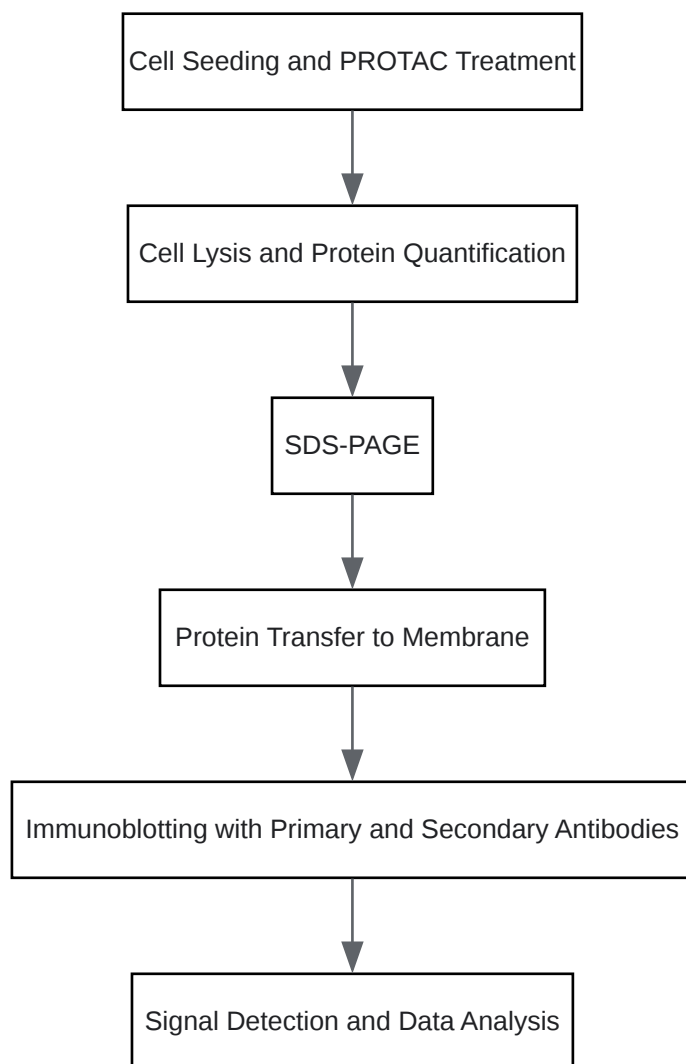 Cell Seeding and PROTAC Treatment
Cell Lysis and Protein Quantification
SDS-PAGE
Protein Transfer to Membrane
Immunoblotting with Primary and Secondary Antibodies
Signal Detection and Data Analysis